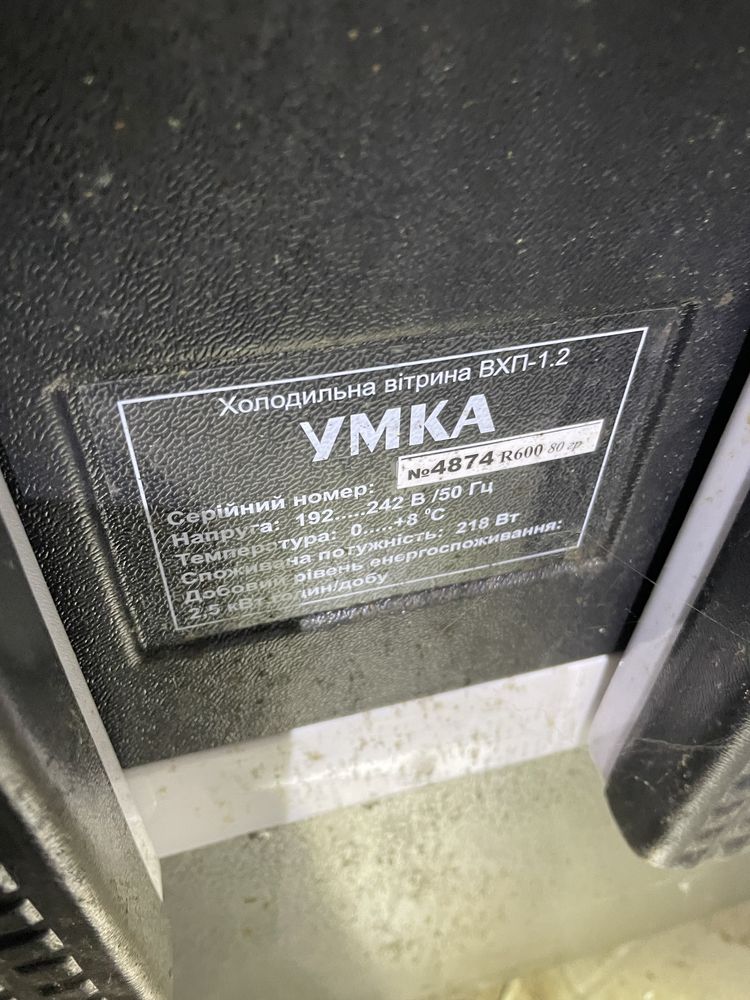 Холодильна вітрина ВХП-1.2
УМКА
Серійний номер: №4874 R600 80 гр
Напруга: 192.....242 В /50 Гц
Температура: 0.....+8 °С
Споживана потужність: 218 Вт
Добовий рівень енергоспоживання:
2,5 кВт годин/добу